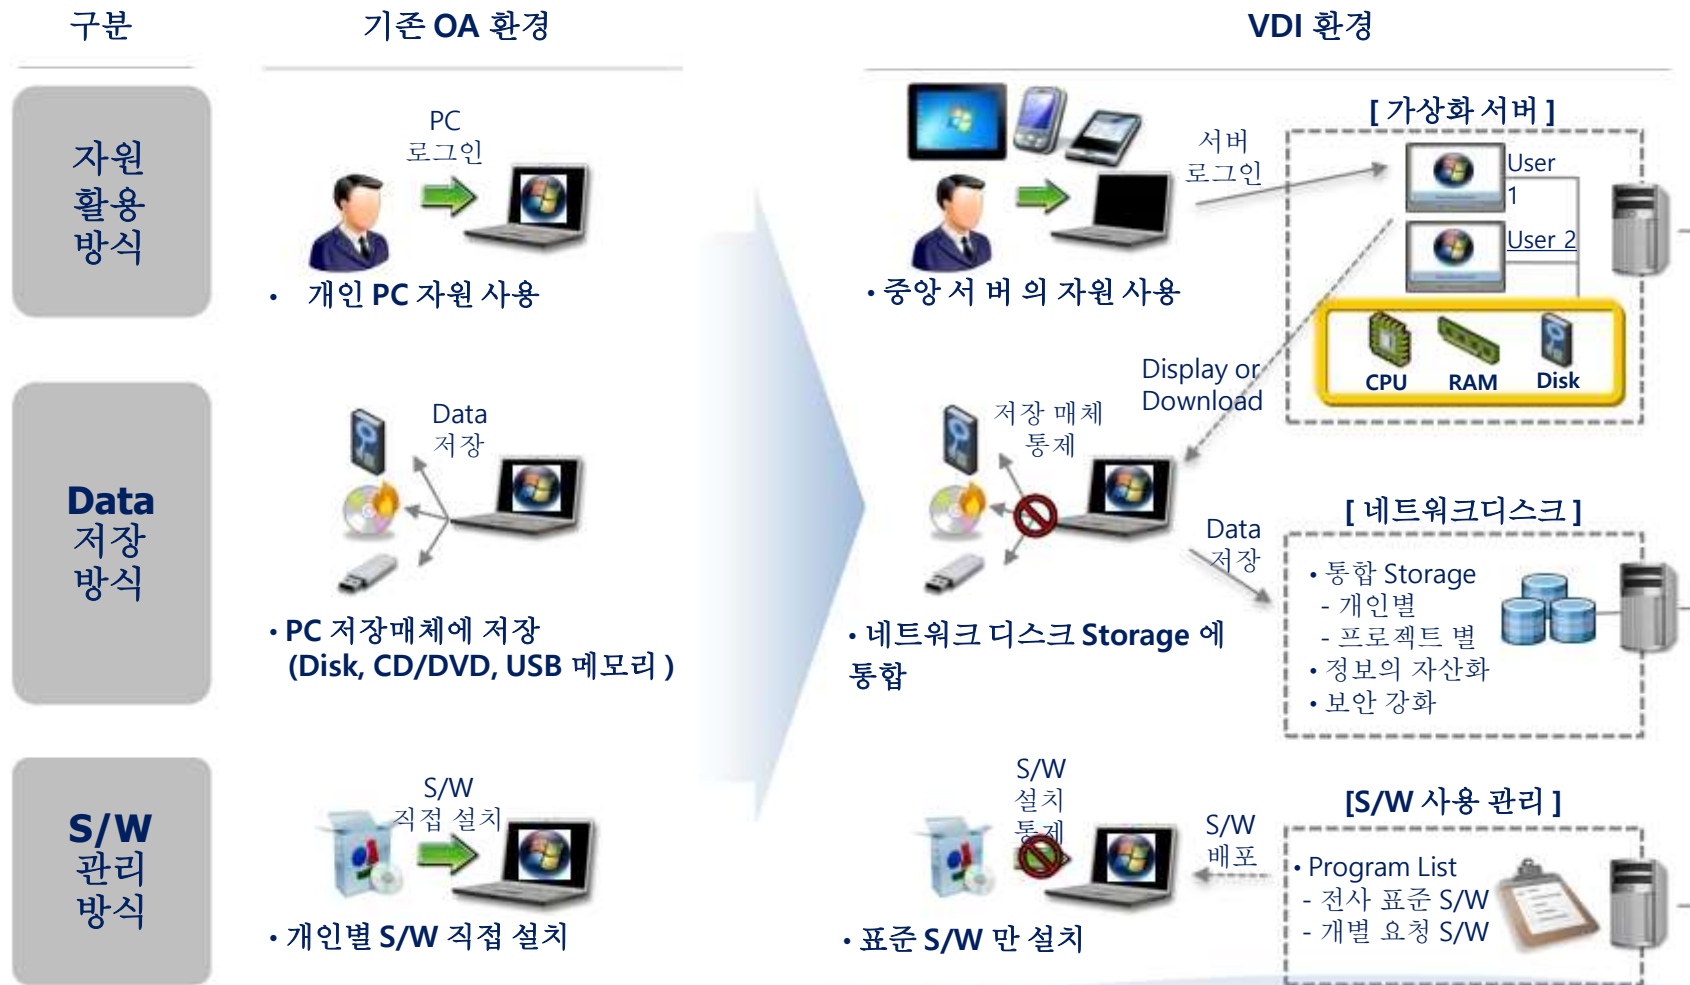 구분
기존 OA 환경
VDI 환경
자원
활용
방식
PC
로그인
• 개인 PC 자원 사용
서버
로그인
• 중앙 서 버 의 자원 사용
[ 가상화 서버 ]
User
1
User 2
CPU
RAM
Disk
Display or
Download
Data
저장
방식
Data
저장
• PC 저장매체에 저장
(Disk, CD/DVD, USB 메모리 )
저장 매체
통제
• 네트워크 디스크 Storage 에
통합
Data
저장
[ 네트워크디스크 ]
• 통합 Storage
- 개인별
- 프로젝트 별
• 정보의 자산화
• 보안 강화
S/W
관리
방식
S/W
직접 설치
• 개인별 S/W 직접 설치
S/W
설치
통제
• 표준 S/W 만 설치
S/W
배포
[S/W 사용 관리 ]
• Program List
- 전사 표준 S/W
- 개별 요청 S/W